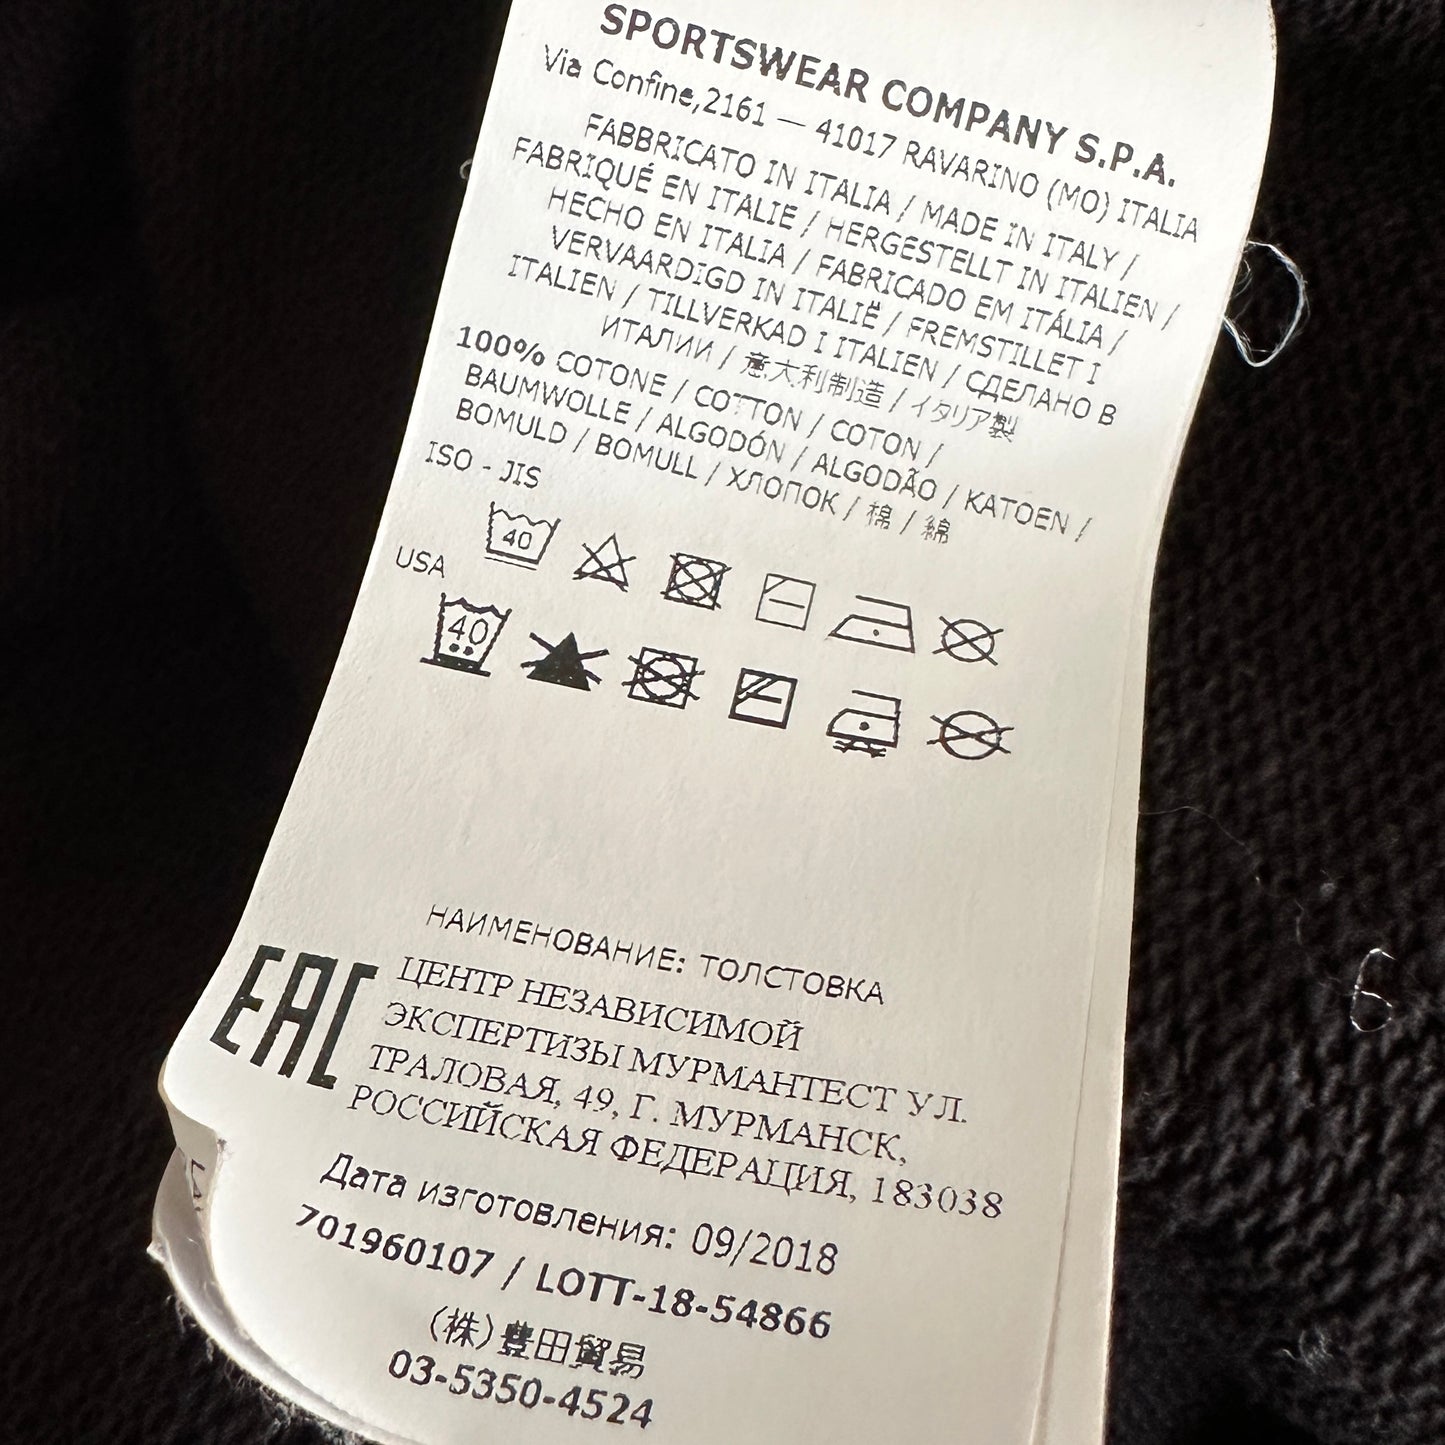 SPORTSWEAR COMPANY S.P.A.
Via Confine,2161 — 41017 RAVARINO (MO) ITALIA
FABBRICATO IN ITALIA / MADE IN ITALY /
FABRIQUÉ EN ITALIE / HERGESTELLT IN ITALIEN /
HECHO EN ITALIA / FABRICADO EM ITÁLIA /
VERVAARDIGD IN ITALIË / FREMSTILLET I
ITALIEN / TILLVERKAD I ITALIEN / СДЕЛАНО В
ИТАЛИИ / 意大利制造 / イタリア製
100% COTONE / COTTON / COTON /
BAUMWOLLE / ALGODÓN / ALGODÃO / KATOEN /
BOMULD / BOMULL / ХЛОПОК / 棉 / 綿
ISO - JIS
40
USA
40
НАИМЕНОВАНИЕ: ТОЛСТОВКА
EAC
ЦЕНТР НЕЗАВИСИМОЙ
ЭКСПЕРТИЗЫ МУРМАНТЕСТ УЛ.
ТРАЛОВАЯ, 49, Г. МУРМАНСК,
РОССИЙСКАЯ ФЕДЕРАЦИЯ, 183038
Дата изготовления: 09/2018
701960107 / LOTT-18-54866
(株)豊田貿易
03-5350-4524